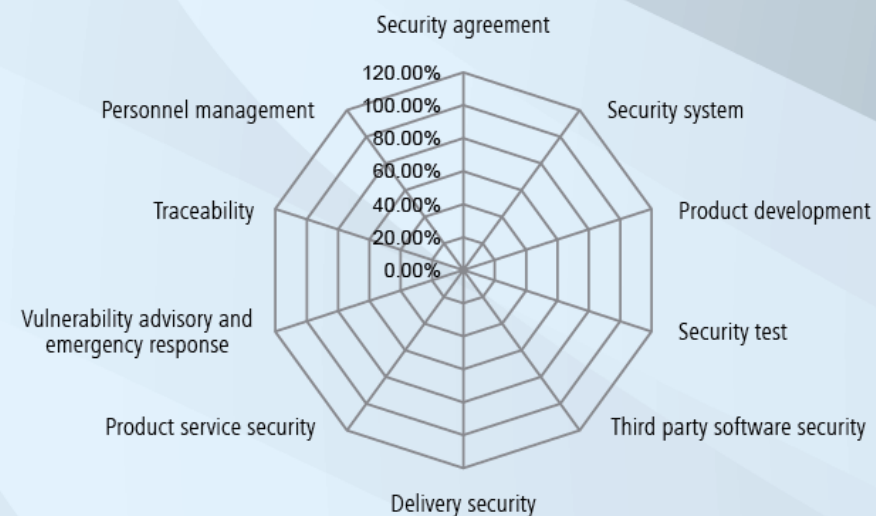 Security agreement
120.00%
100.00%
80.00%
60.00%
40.00%
20.00%
0.00%
Security system
Product development
Security test
Third party software security
Delivery security
Product service security
Vulnerability advisory and
emergency response
Traceability
Personnel management